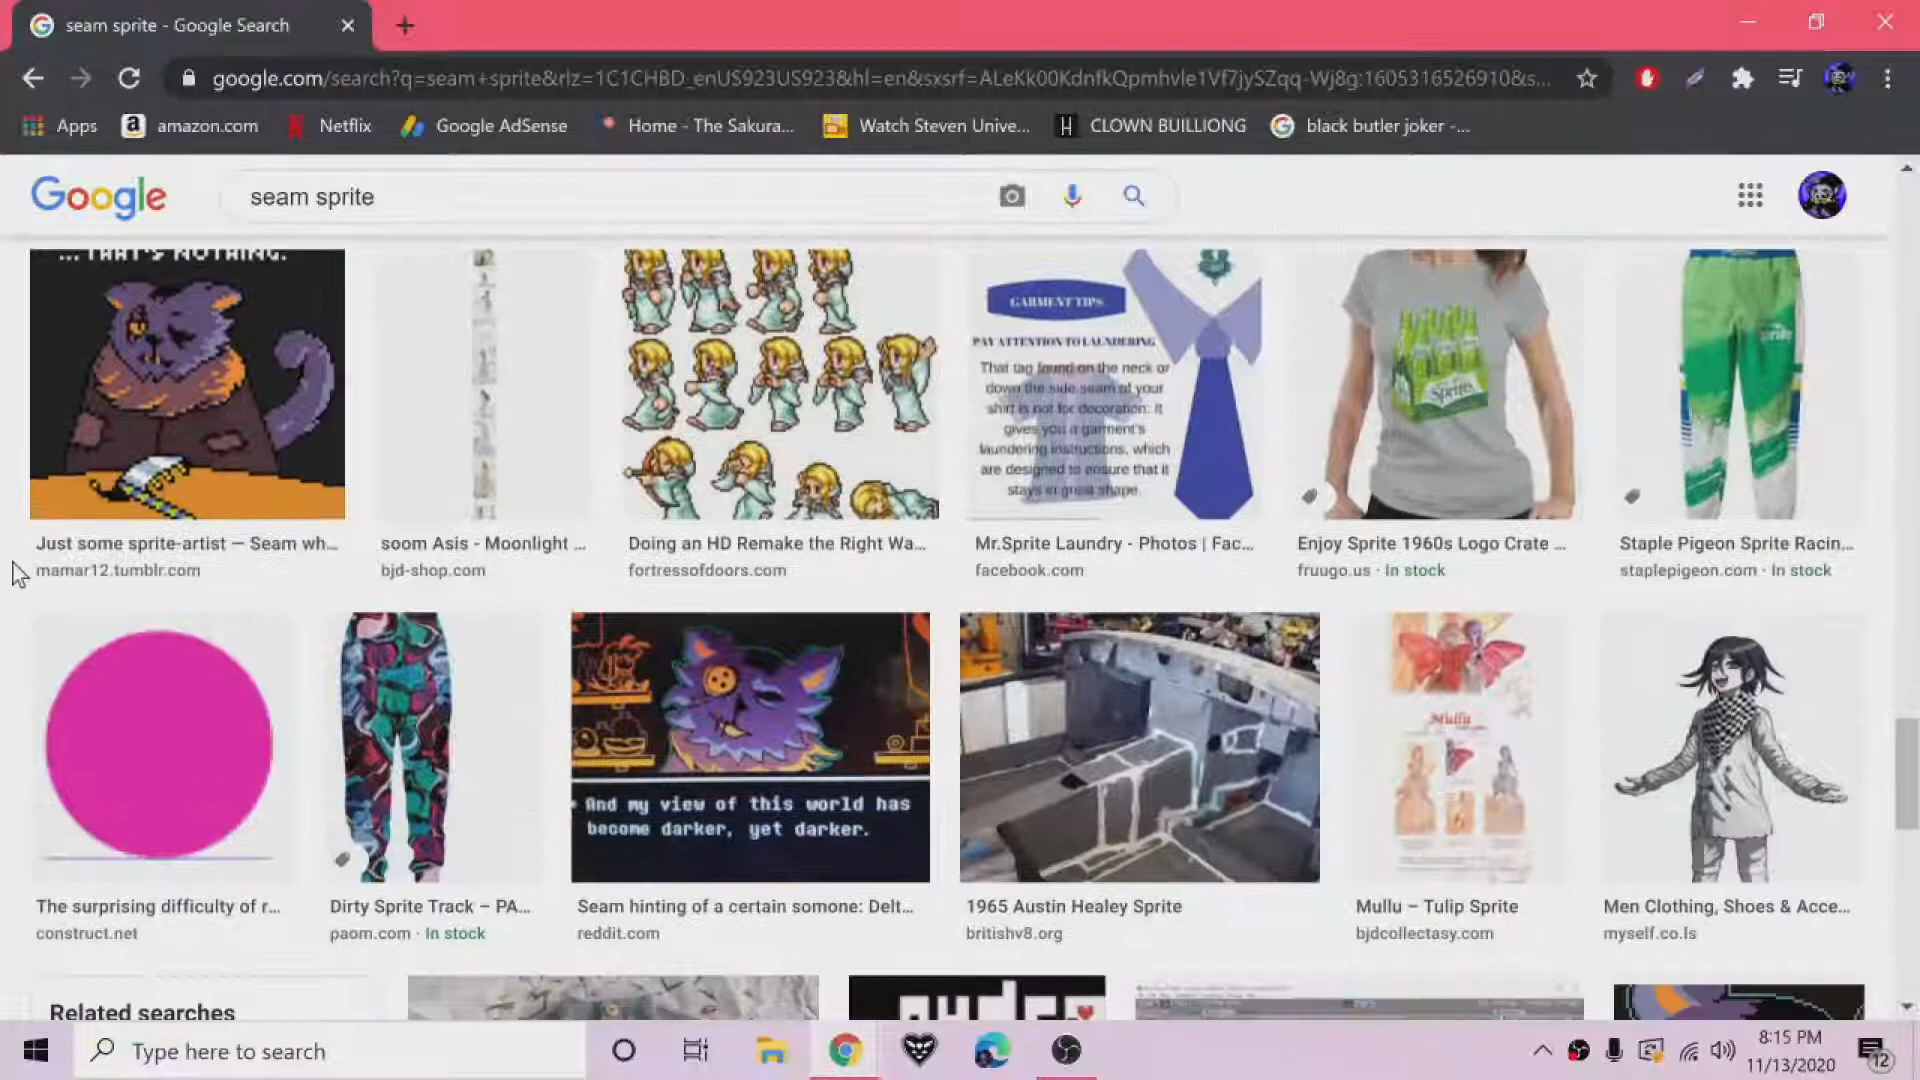 seam sprite - Google Search
google.com/search?q=seam+sprite&rlz=1C1CHBD_enUS923US923&hl=en&sxsrf=ALeKk00KdnfkQpmhvle1Vf7jySZqq-Wj8g:1605316526910&s...
Apps
amazon.com
Netflix
Google AdSense
Home - The Sakura...
Watch Steven Unive...
CLOWN BUILLIONG
black butler joker -...
Google
seam sprite
...THAT'S NOTHING.
GARMENT TIPS
PAY ATTENTION TO LAUNDERING
That tag found on the neck or
down the side seam of your
shirt is not for decoration: it
gives you a garment's
laundering instructions, which
are designed to ensure that it
stays in great shape.
Sprite
Sprite
Just some sprite-artist — Seam wh...
mamar12.tumblr.com
soom Asis - Moonlight ...
bjd-shop.com
Doing an HD Remake the Right Wa...
fortressofdoors.com
Mr.Sprite Laundry - Photos | Fac...
facebook.com
Enjoy Sprite 1960s Logo Crate ...
fruugo.us · In stock
Staple Pigeon Sprite Racin...
staplepigeon.com · In stock
And my view of this world has
become darker, yet darker.
Mullu
The surprising difficulty of r...
construct.net
Dirty Sprite Track – PA...
paom.com · In stock
Seam hinting of a certain somone: Delt...
reddit.com
1965 Austin Healey Sprite
britishv8.org
Mullu – Tulip Sprite
bjdcollectasy.com
Men Clothing, Shoes & Acce...
myself.co.ls
Related searches
Type here to search
8:15 PM
11/13/2020
12